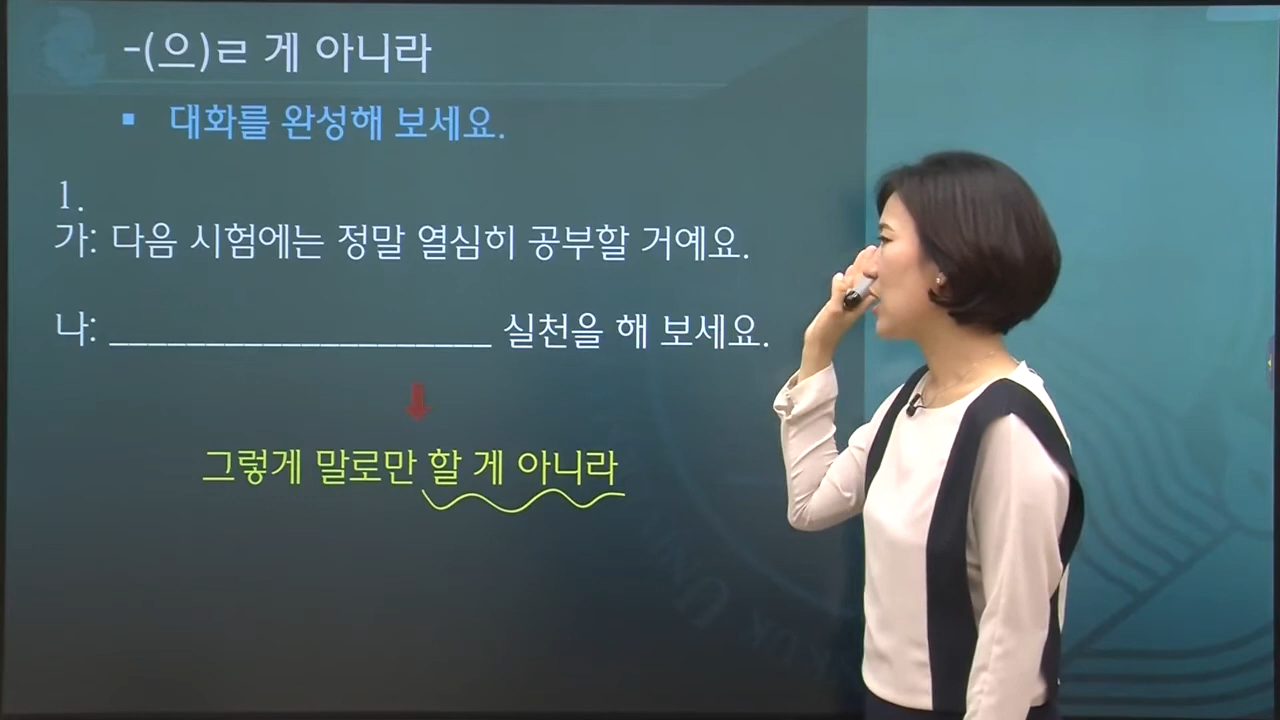 -(으)ㄹ 게 아니라
▪ 대화를 완성해 보세요.
1.
가: 다음 시험에는 정말 열심히 공부할 거예요.
나: ____________________ 실천을 해 보세요.
그렇게 말로만 할 게 아니라